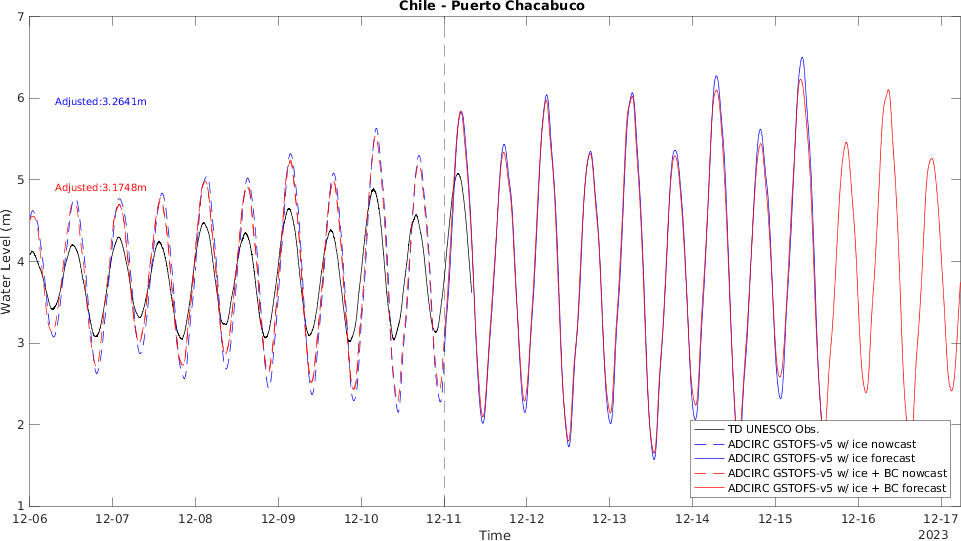 Chile - Puerto Chacabuco
7
6
5
4
3
2
1
Water Level (m)
Adjusted:3.2641m
Adjusted:3.1748m
TD UNESCO Obs.
ADCIRC GSTOFS-v5 w/ ice nowcast
ADCIRC GSTOFS-v5 w/ ice forecast
ADCIRC GSTOFS-v5 w/ ice + BC nowcast
ADCIRC GSTOFS-v5 w/ ice + BC forecast
12-06 12-07 12-08 12-09 12-10 12-11 12-12 12-13 12-14 12-15 12-16 12-17
Time
2023